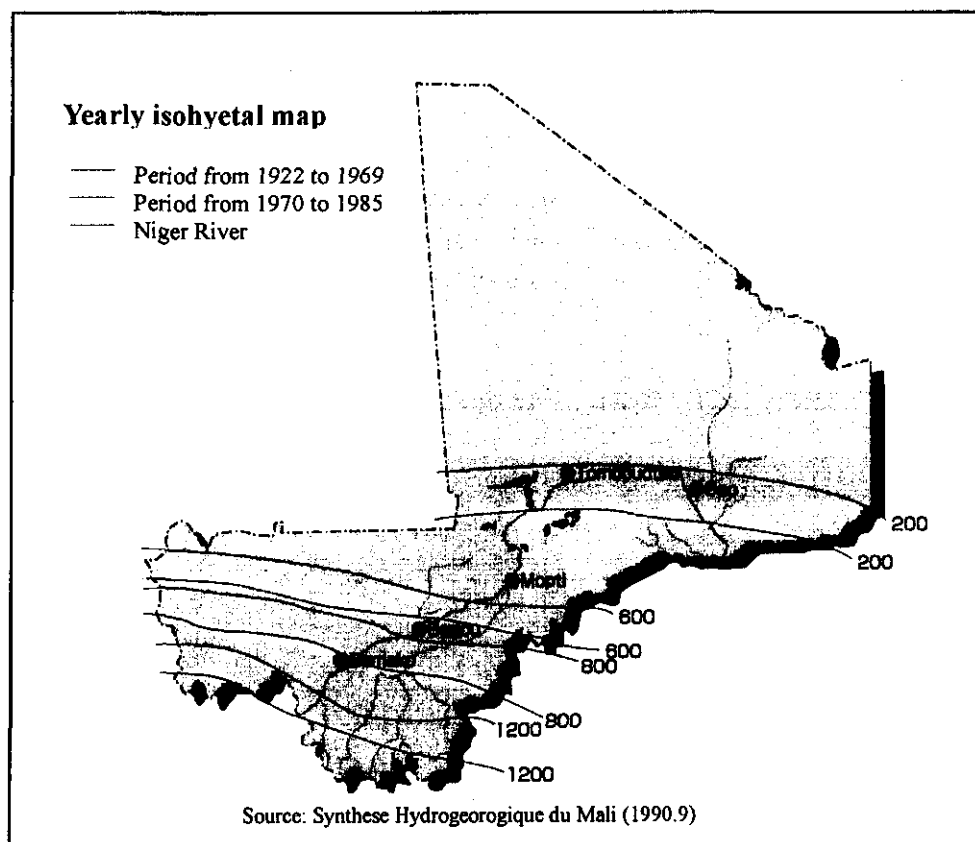 Yearly isohyetal map
Period from 1922 to 1969
Period from 1970 to 1985
Niger River
200
200
Mopti
600
600
800
800
1200
1200
Source: Synthese Hydrogeorogique du Mali (1990.9)